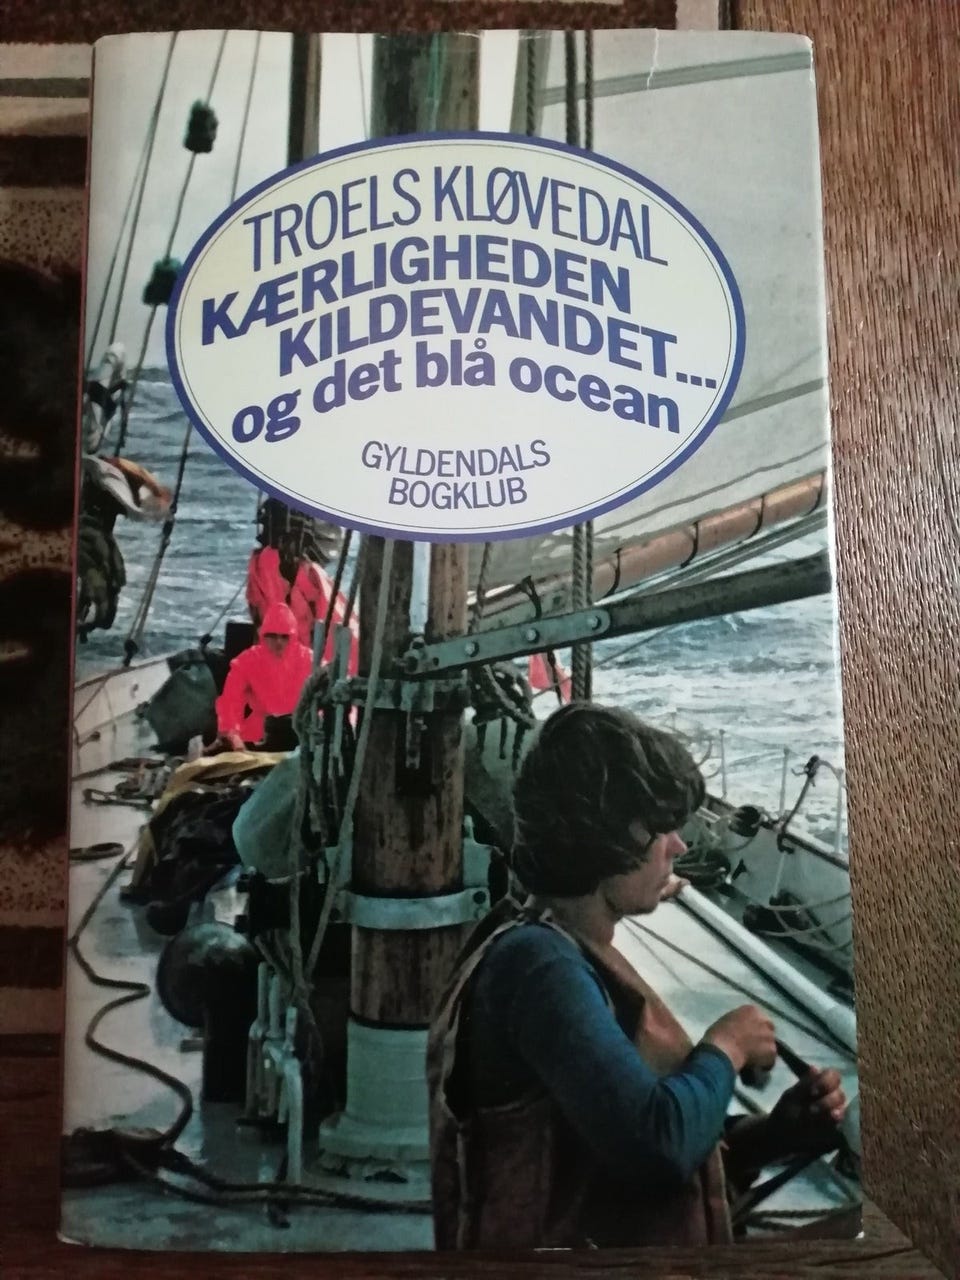 TROELS KLØVEDAL
KÆRLIGHEDEN
KILDEVANDET...
og det blå ocean
GYLDENDALS
BOGKLUB